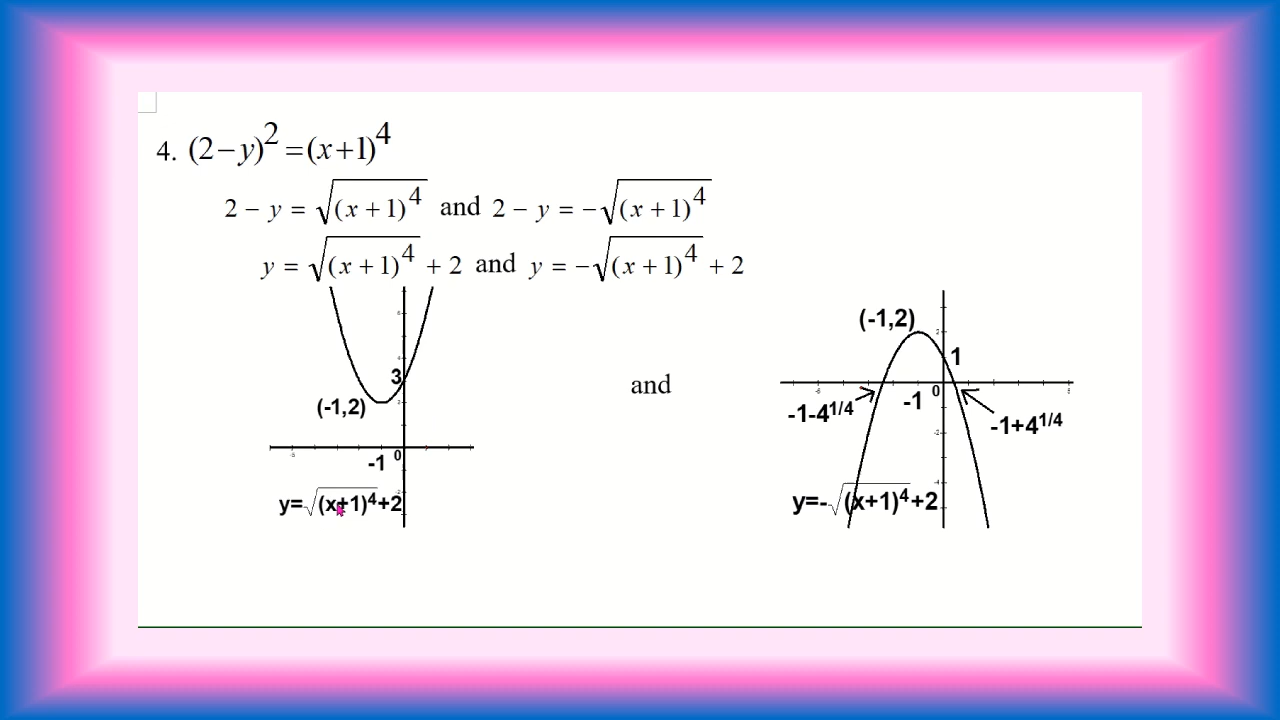 4. (2−y)² = (x+1)⁴
2 − y = √(x + 1)⁴ and 2 − y = −√(x + 1)⁴
y = √(x + 1)⁴ + 2 and y = −√(x + 1)⁴ + 2
(-1,2)
3
-1 0
y=√(x+1)⁴+2
and
(-1,2)
1
-1 0
-1-4^1/4
-1+4^1/4
y=-√(x+1)⁴+2